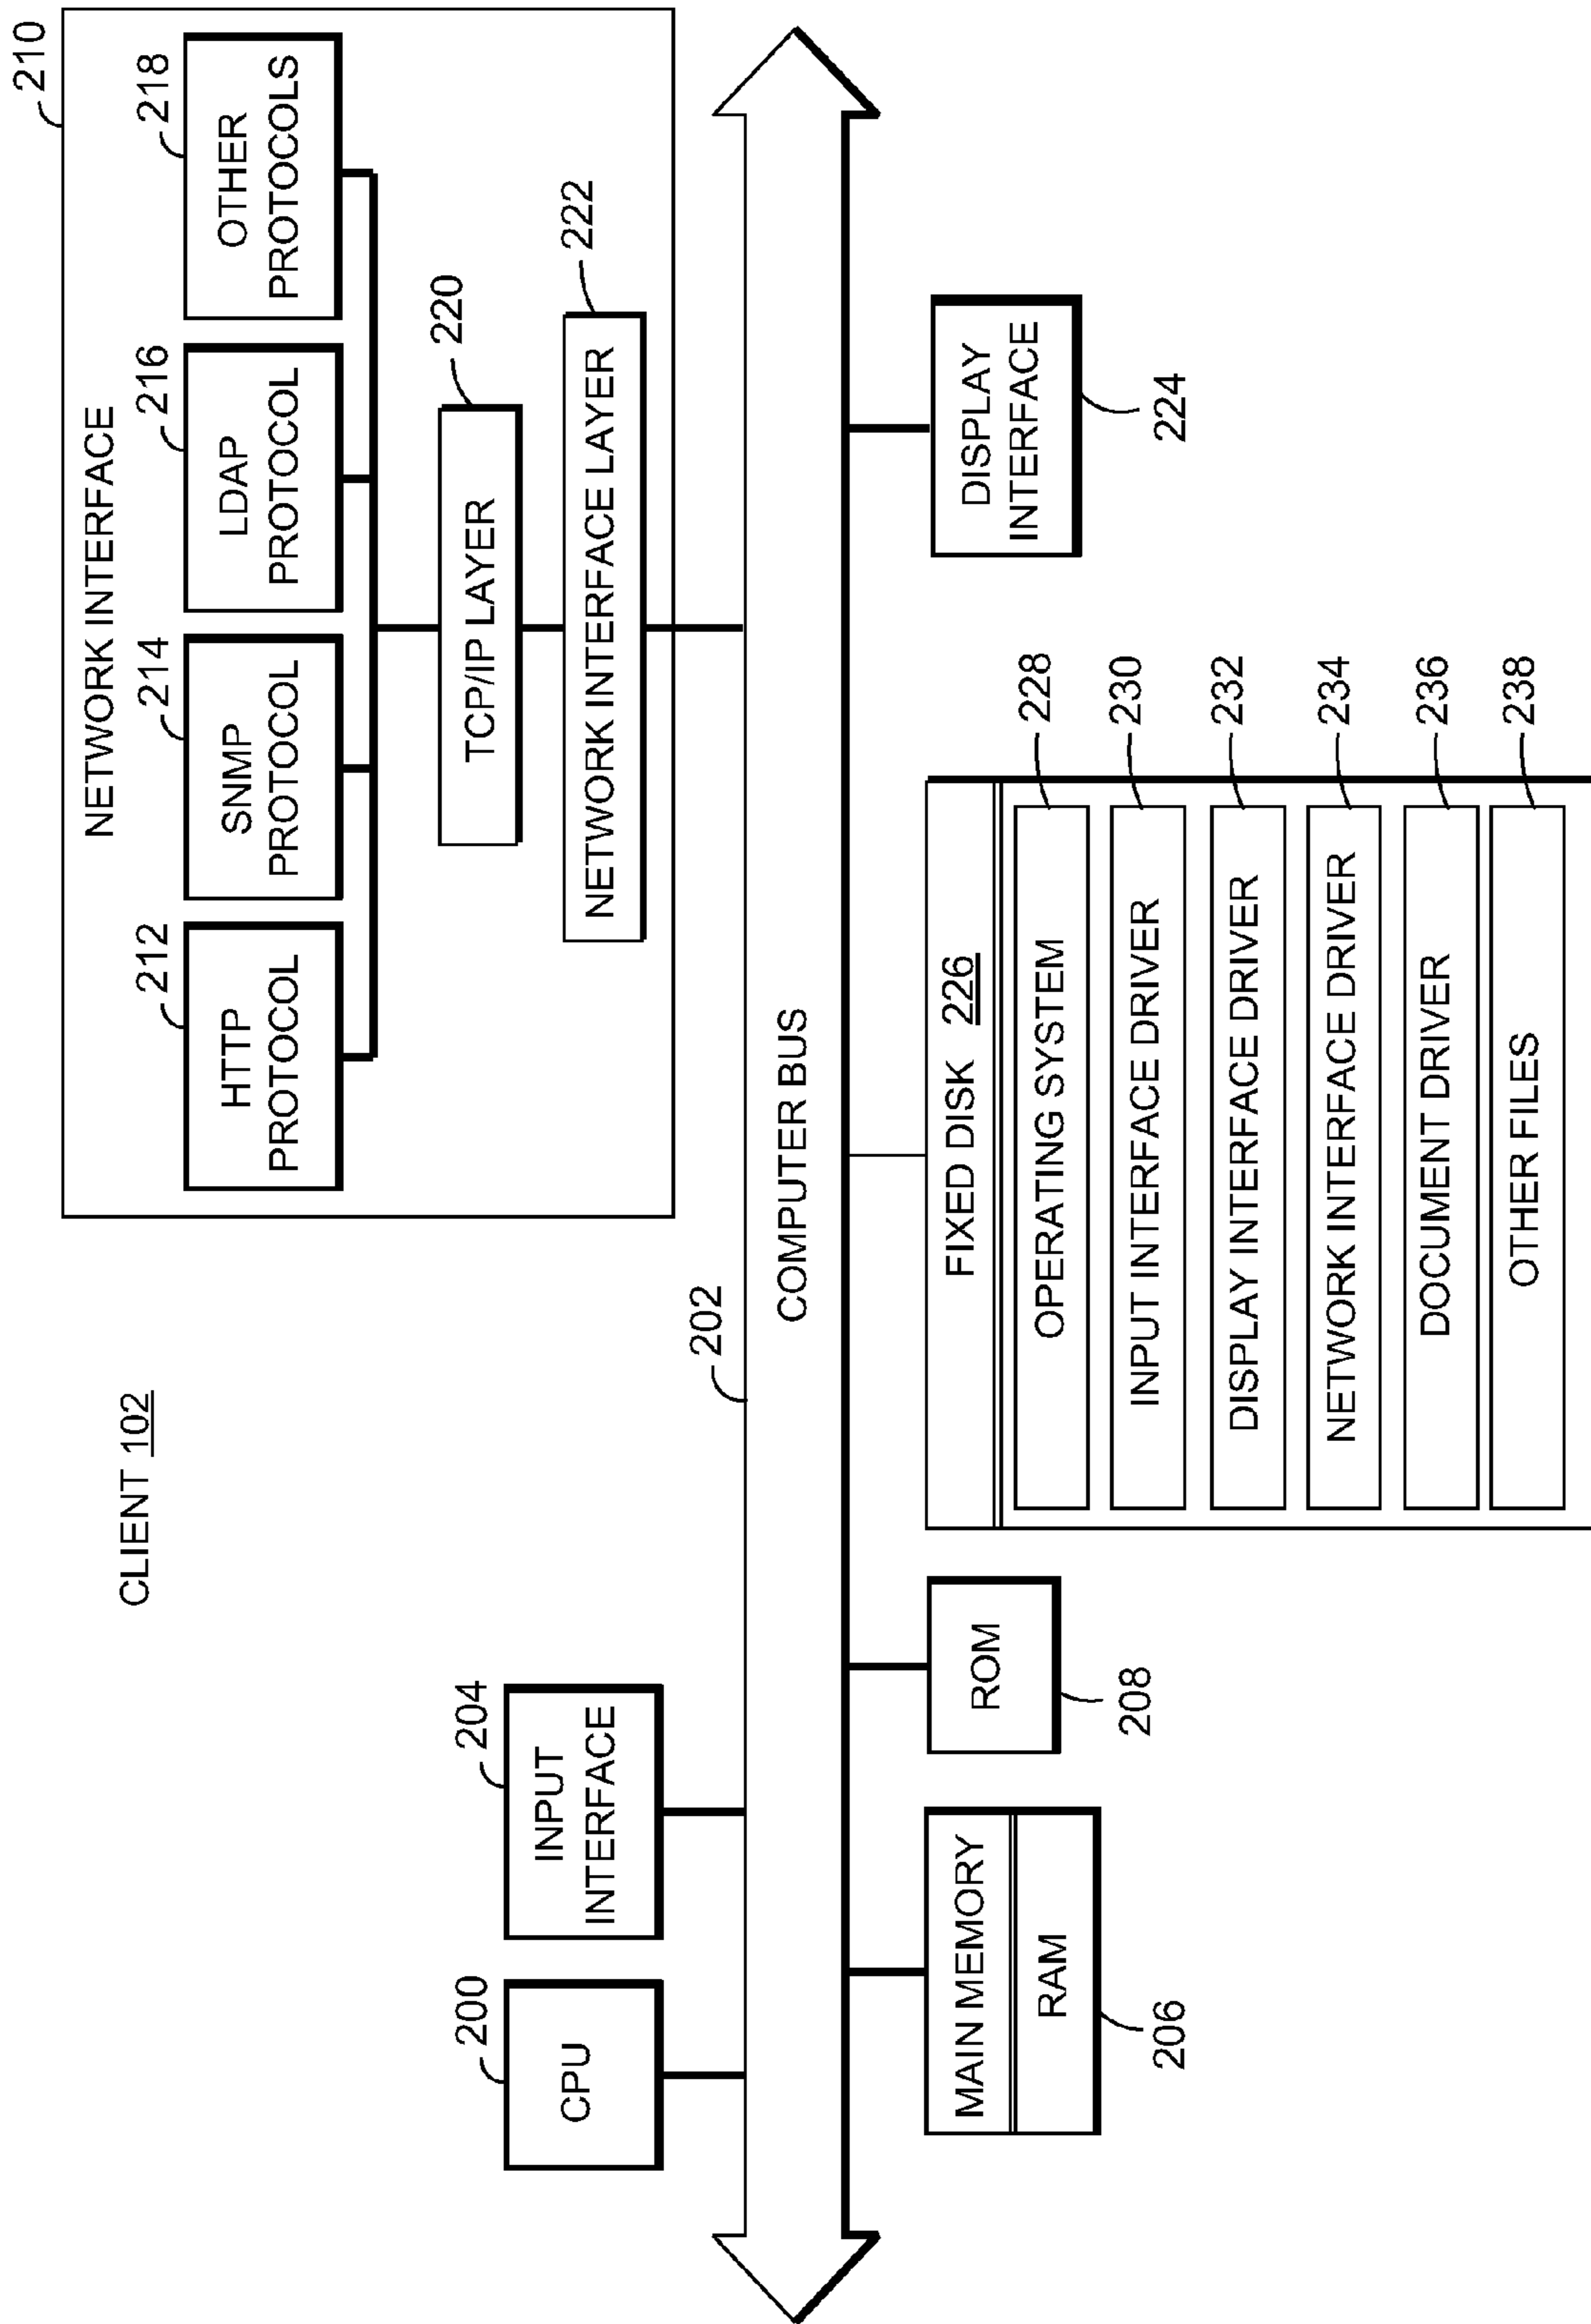 210
NETWORK INTERFACE
212
214
216
218
HTTP
PROTOCOL
SNMP
PROTOCOL
LDAP
PROTOCOL
OTHER
PROTOCOLS
CLIENT 102
220
TCP/IP LAYER
222
NETWORK INTERFACE LAYER
200
CPU
204
INPUT
INTERFACE
202
COMPUTER BUS
MAIN MEMORY
RAM
206
ROM
208
FIXED DISK 226
OPERATING SYSTEM
228
INPUT INTERFACE DRIVER
230
DISPLAY INTERFACE DRIVER
232
NETWORK INTERFACE DRIVER
234
DOCUMENT DRIVER
236
OTHER FILES
238
DISPLAY
INTERFACE
224